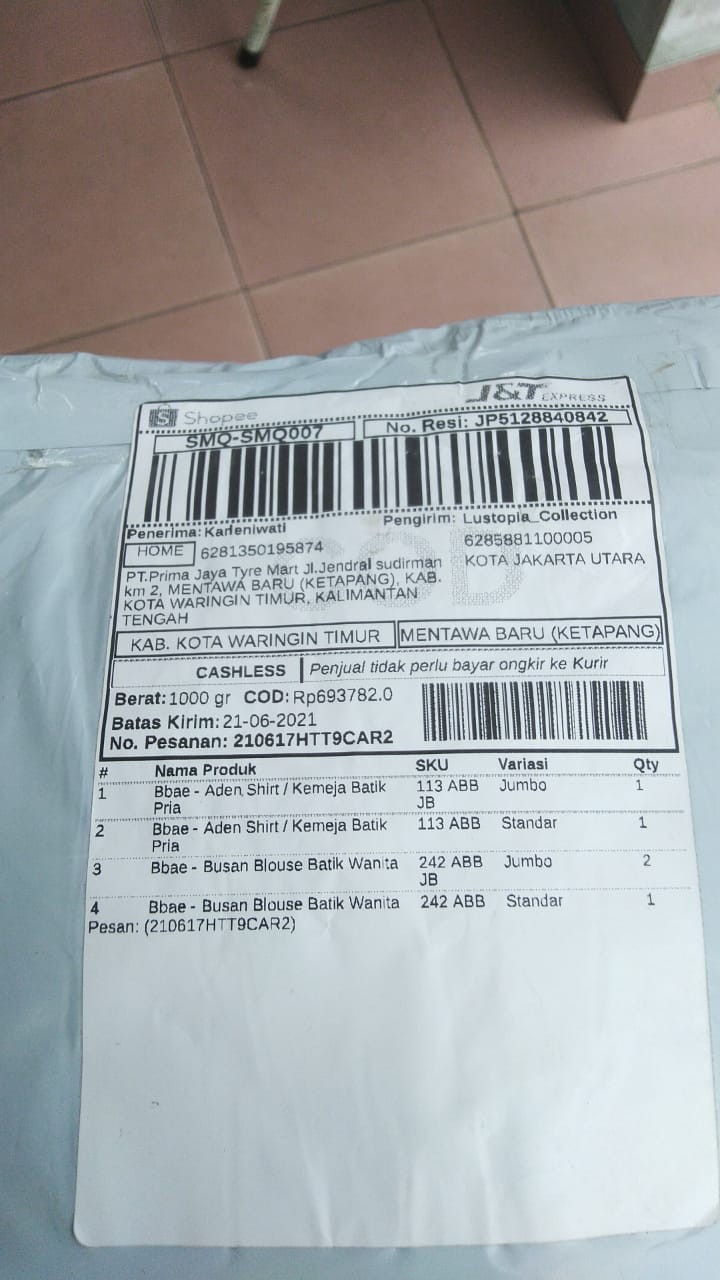 Shopee
J&T EXPRESS
SMQ-SMQ007
No. Resi: JP5128840842
Penerima: Karleniwati
Pengirim: Lustopia_Collection
HOME 6281350195874
6285881100005
PT.Prima Jaya Tyre Mart Jl.Jendral sudirman
KOTA JAKARTA UTARA
km 2, MENTAWA BARU (KETAPANG), KAB.
KOTA WARINGIN TIMUR, KALIMANTAN
TENGAH
COD
KAB. KOTA WARINGIN TIMUR MENTAWA BARU (KETAPANG)
CASHLESS Penjual tidak perlu bayar ongkir ke Kurir
Berat: 1000 gr COD: Rp693782.0
Batas Kirim: 21-06-2021
No. Pesanan: 210617HTT9CAR2
# Nama Produk SKU Variasi Qty
1 Bbae - Aden Shirt / Kemeja Batik 113 ABB Jumbo 1
Pria JB
2 Bbae - Aden Shirt / Kemeja Batik 113 ABB Standar 1
Pria
3 Bbae - Busan Blouse Batik Wanita 242 ABB Jumbo 2
JB
4 Bbae - Busan Blouse Batik Wanita 242 ABB Standar 1
Pesan: (210617HTT9CAR2)